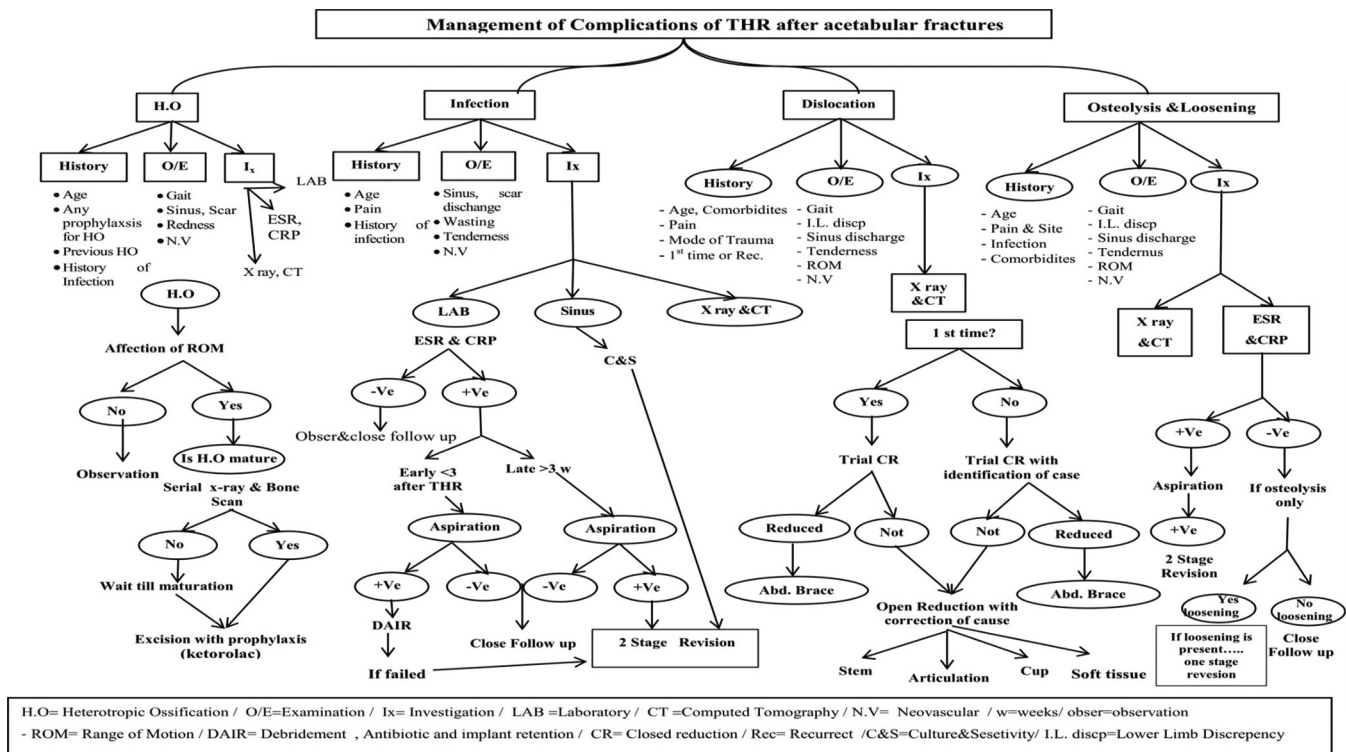 Management of Complications of THR after acetabular fractures
H.O
History
Age
Any
prophylaxsis
for HO
Previous HO
History of
Infection
O/E
Gait
Sinus, Scar
Redness
N.V
Ix
LAB
ESR,
CRP
X ray, CT
H.O
Affection of ROM
No
Yes
Observation
Is H.O mature
Serial x-ray & Bone
Scan
No
Yes
Wait till maturation
Excision with prophylaxis
(ketorolac)
Infection
History
Age
Pain
History of
infection
O/E
Sinus, scar
discharge
Wasting
Tenderness
N.V
Ix
LAB
Sinus
X ray &CT
ESR & CRP
C&S
-Ve
+Ve
Obser&close follow up
Early <3
after THR
Late >3 w
Aspiration
Aspiration
+Ve
-Ve
-Ve
+Ve
DAIR
Close Follow up
2 Stage Revision
If failed
Dislocation
History
- Age, Comorbidites
- Pain
- Mode of Trauma
- 1st time or Rec.
O/E
- Gait
- I.L. discp
- Sinus discharge
- Tenderness
- ROM
- N.V
Ix
X ray
&CT
1 st time?
Yes
No
Trial CR
Trial CR with
identification of case
Reduced
Not
Not
Reduced
Abd. Brace
Abd. Brace
Open Reduction with
correction of cause
Stem
Articulation
Cup
Soft tissue
Osteolysis &Loosening
History
- Age
- Pain & Site
- Infection
- Comorbidites
O/E
- Gait
- I.L. discp
- Sinus discharge
- Tendernus
- ROM
- N.V
Ix
X ray
&CT
ESR
&CRP
+Ve
-Ve
Aspiration
+Ve
2 Stage
Revision
If osteolysis
only
Yes
loosening
No
loosening
If loosening is
present.....
one stage
revesion
Close
Follow up
H.O= Heterotropic Ossification / O/E=Examination / Ix= Investigation / LAB =Laboratory / CT =Computed Tomography / N.V= Neovascular / w=weeks/ obser=observation
- ROM= Range of Motion / DAIR= Debridement , Antibiotic and implant retention / CR= Closed reduction / Rec= Recurrect /C&S=Culture&Sesetivity/ I.L. discp=Lower Limb Discrepency